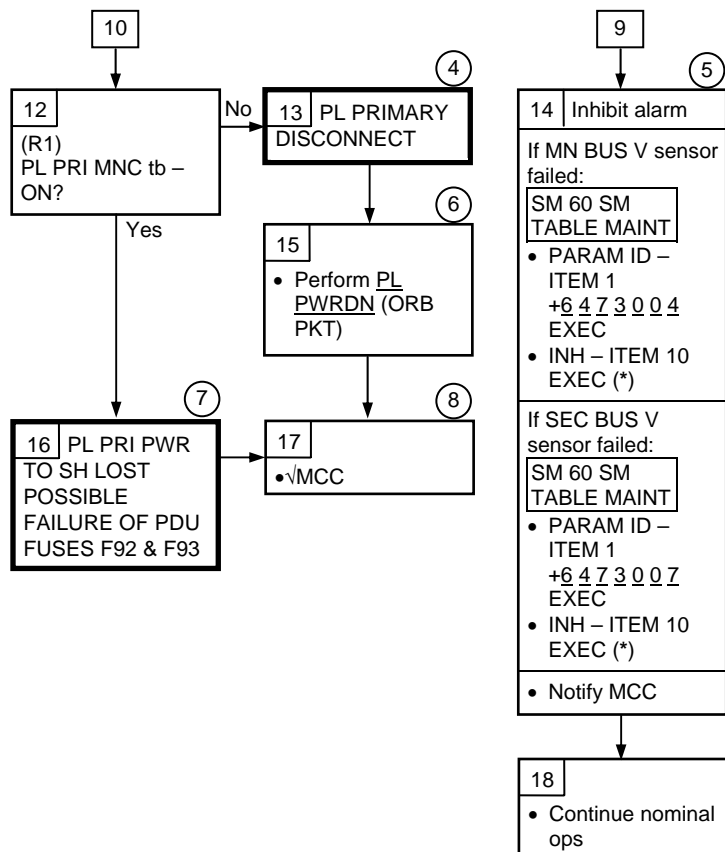 10
12
(R1)
PL PRI MNC tb –
ON?
No
Yes
4
13 PL PRIMARY
DISCONNECT
6
15
• Perform PL
PWRDN (ORB
PKT)
7
16 PL PRI PWR
TO SH LOST
POSSIBLE
FAILURE OF PDU
FUSES F92 & F93
8
17
•√MCC
9
5
14 Inhibit alarm
If MN BUS V sensor
failed:
SM 60 SM
TABLE MAINT
• PARAM ID –
ITEM 1
+6 4 7 3 0 0 4
EXEC
• INH – ITEM 10
EXEC (*)
If SEC BUS V
sensor failed:
SM 60 SM
TABLE MAINT
• PARAM ID –
ITEM 1
+6 4 7 3 0 0 7
EXEC
• INH – ITEM 10
EXEC (*)
• Notify MCC
18
• Continue nominal
ops